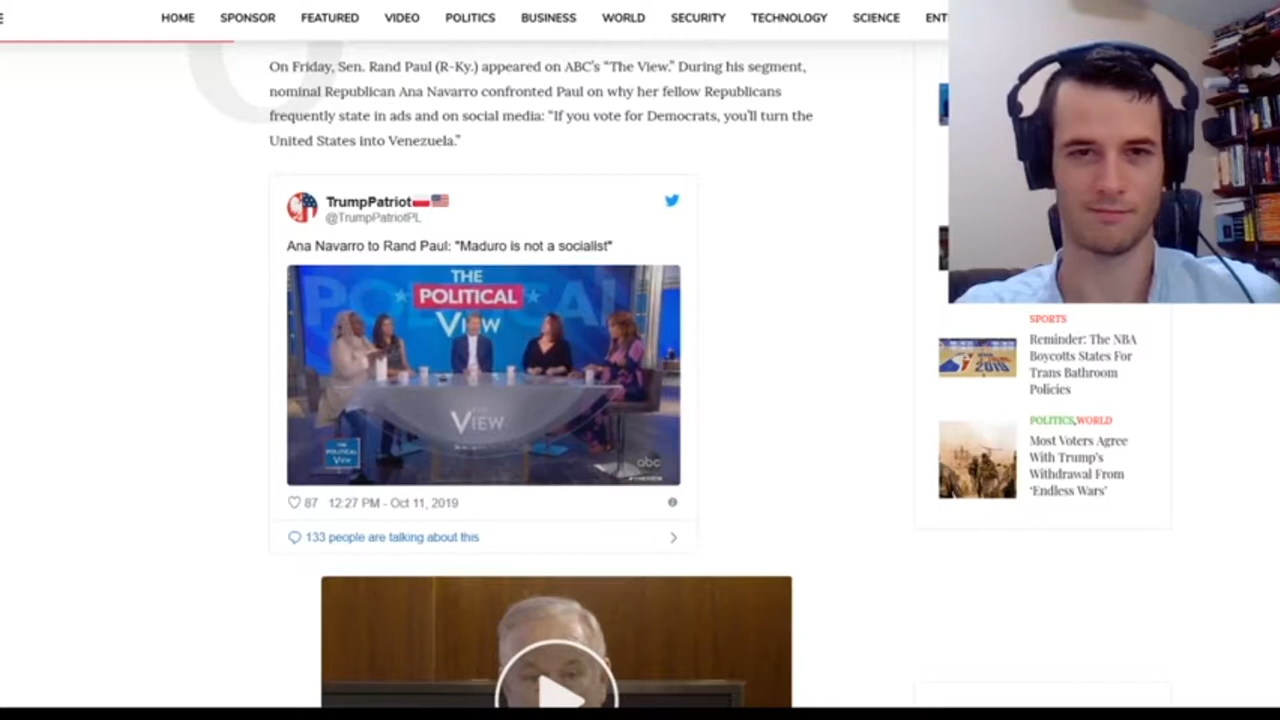 HOME SPONSOR FEATURED VIDEO POLITICS BUSINESS WORLD SECURITY TECHNOLOGY SCIENCE ENT
On Friday, Sen. Rand Paul (R-Ky.) appeared on ABC's “The View.” During his segment,
nominal Republican Ana Navarro confronted Paul on why her fellow Republicans
frequently state in ads and on social media: “If you vote for Democrats, you'll turn the
United States into Venezuela.”
TrumpPatriot
@TrumpPatriotPL
Ana Navarro to Rand Paul: "Maduro is not a socialist"
THE
POLITICAL
VIEW
VIEW
THE
POLITICAL
VIEW
abc
87 12:27 PM - Oct 11, 2019
133 people are talking about this
SPORTS
Reminder: The NBA
Boycotts States For
Trans Bathroom
Policies
2019
POLITICS,WORLD
Most Voters Agree
With Trump's
Withdrawal From
‘Endless Wars’